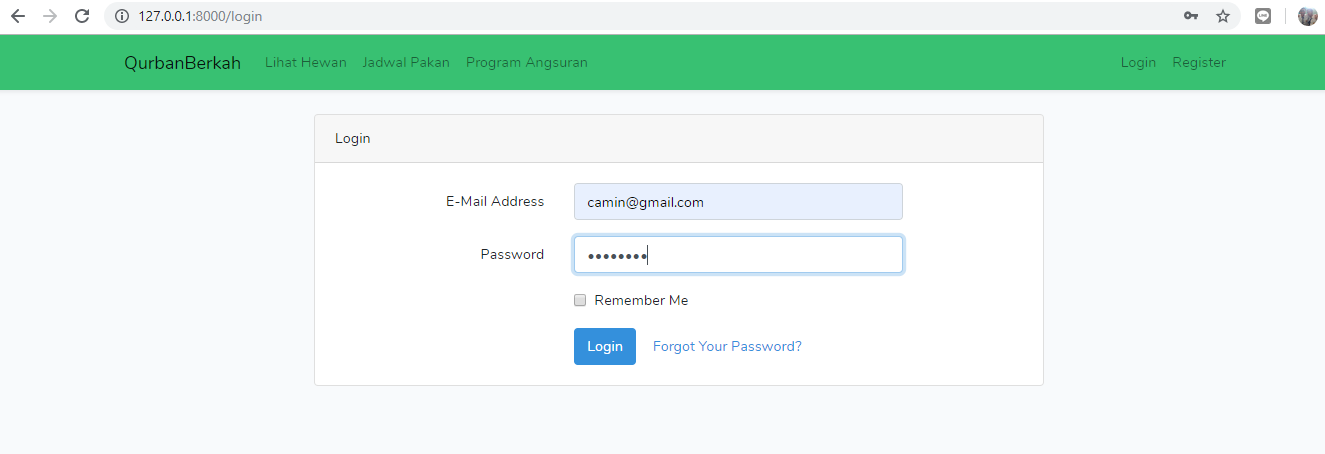 127.0.0.1:8000/login
QurbanBerkah Lihat Hewan Jadwal Pakan Program Angsuran Login Register
Login
E-Mail Address camin@gmail.com
Password ••••••••
Remember Me
Login Forgot Your Password?